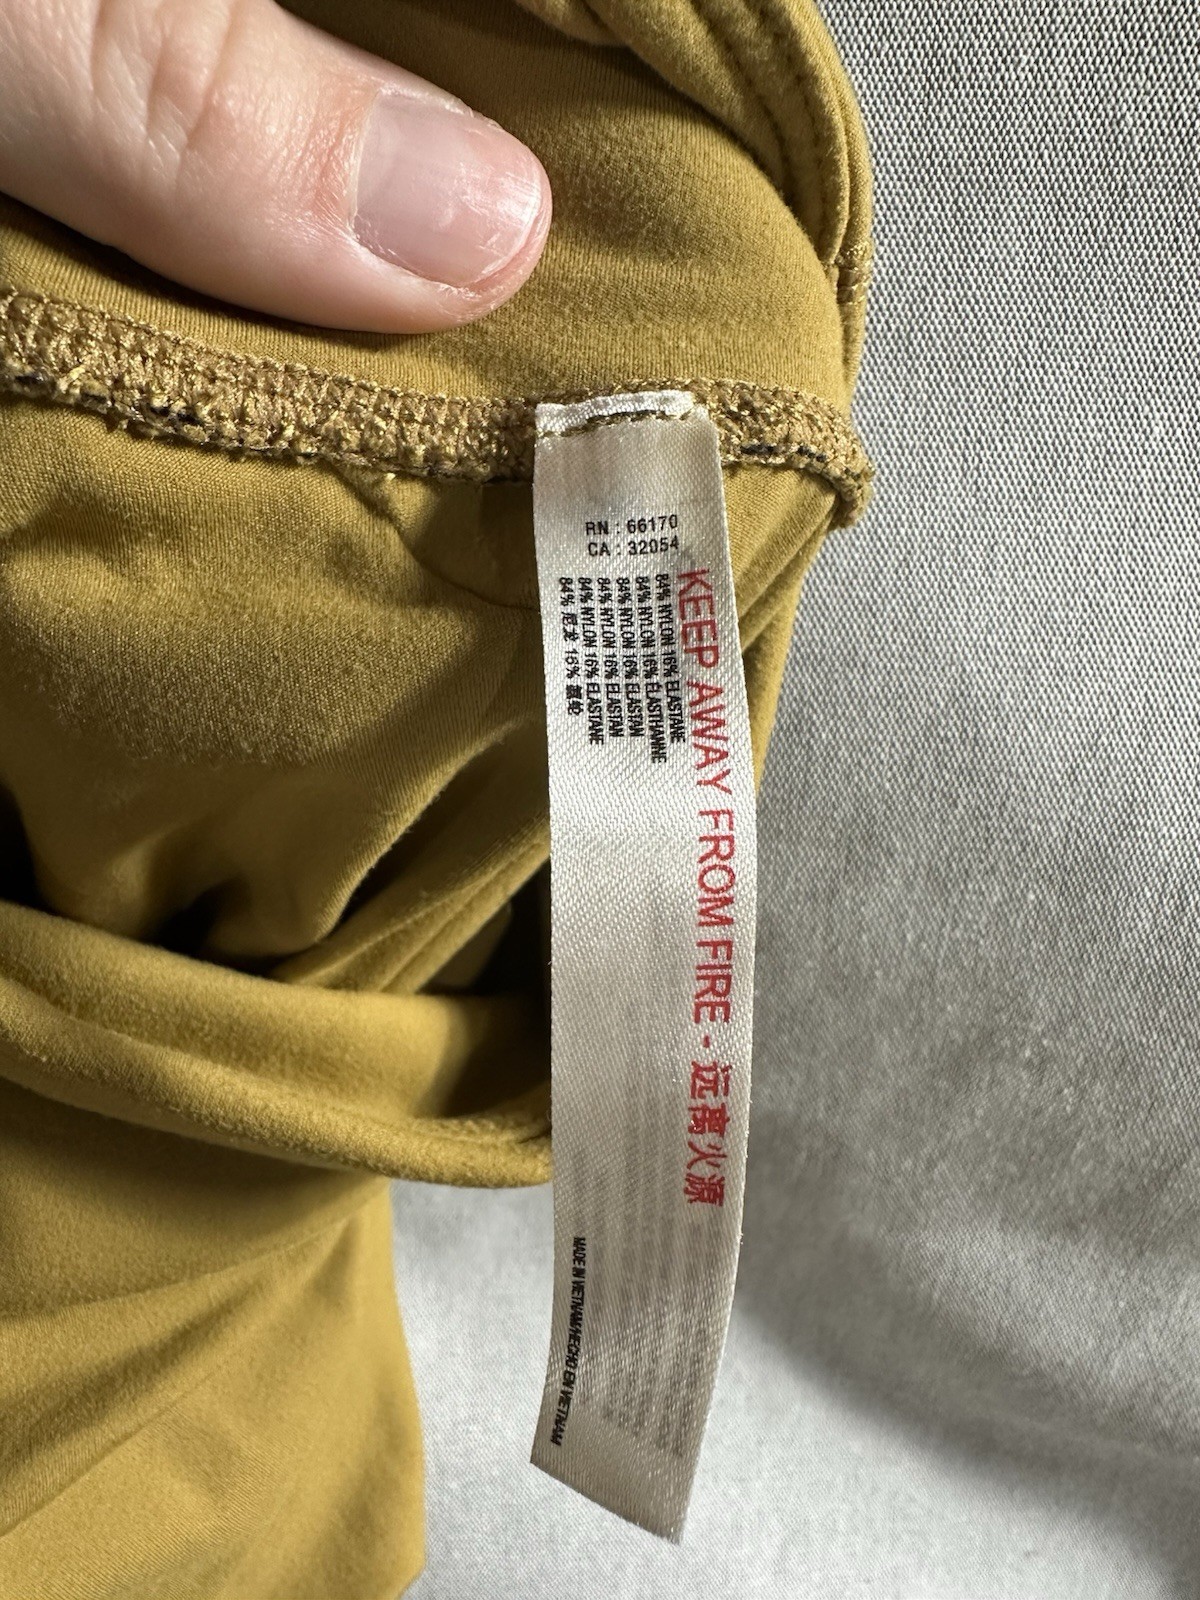 RN : 66170
CA : 32054
KEEP AWAY FROM FIRE - 远离火源
84% NYLON 16% ELASTANE
84% NYLON 16% ÉLASTHANNE
84% NYLON 16% ELASTAN
84% NYLON 16% ELASTAN
84% NYLON 16% ELASTANE
84% 尼龙 16% 氨纶
MADE IN VIETNAM/HECHO EN VIETNAM